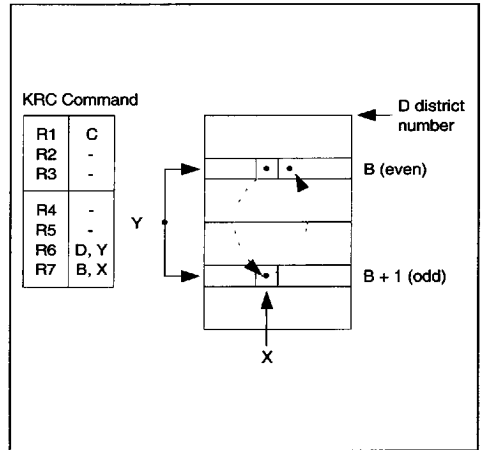 KRC Command
R1 C
R2 -
R3 -
R4 -
R5 -
R6 D, Y
R7 B, X
D district
number
B (even)
Y
B + 1 (odd)
X